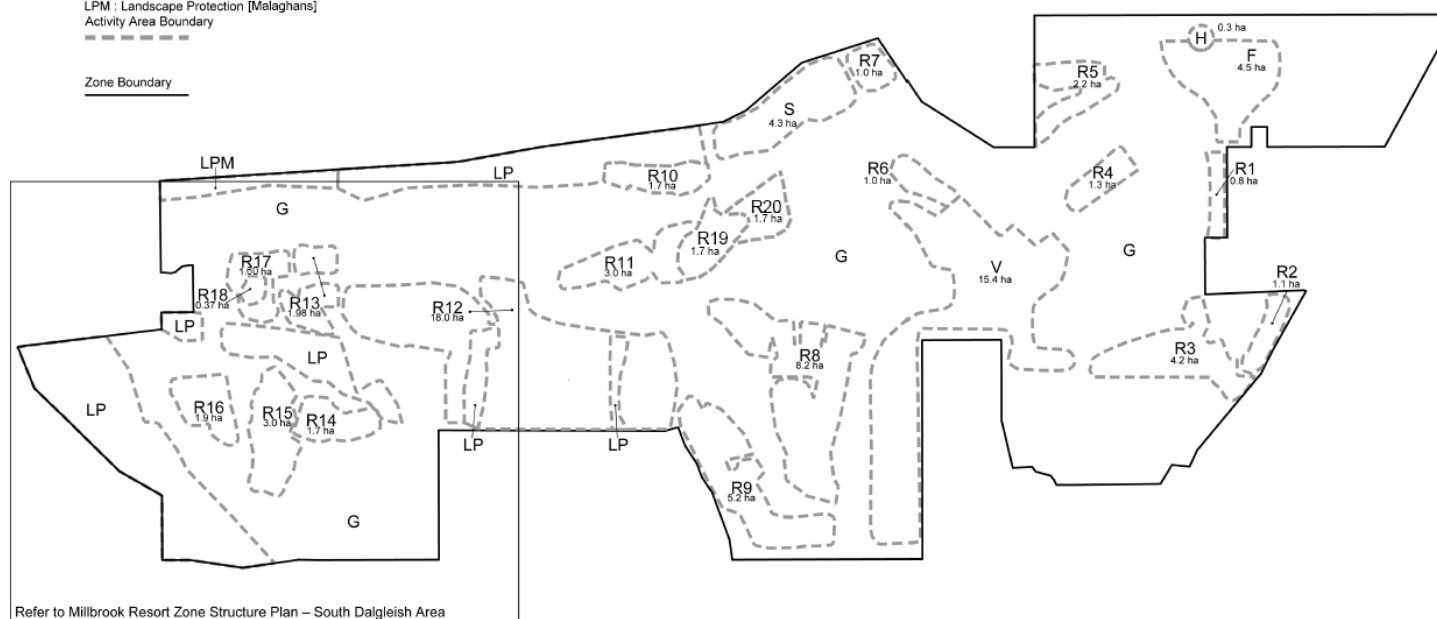 LPM : Landscape Protection [Malaghans]
Activity Area Boundary
Zone Boundary
H
0.3 ha
F
4.5 ha
R7
1.0 ha
R5
2.2 ha
S
4.3 ha
LPM
LP
R10
1.7 ha
R6
1.0 ha
R4
1.3 ha
R1
0.8 ha
G
R20
1.7 ha
R19
1.7 ha
R11
3.0 ha
G
V
15.4 ha
G
R17
1.60 ha
R18
0.37 ha
R13
1.98 ha
R12
18.0 ha
R2
1.1 ha
LP
LP
R8
8.2 ha
R3
4.2 ha
LP
R16
1.9 ha
R15
3.0 ha
R14
1.7 ha
LP
LP
R9
5.2 ha
G
Refer to Millbrook Resort Zone Structure Plan – South Dalgleish Area